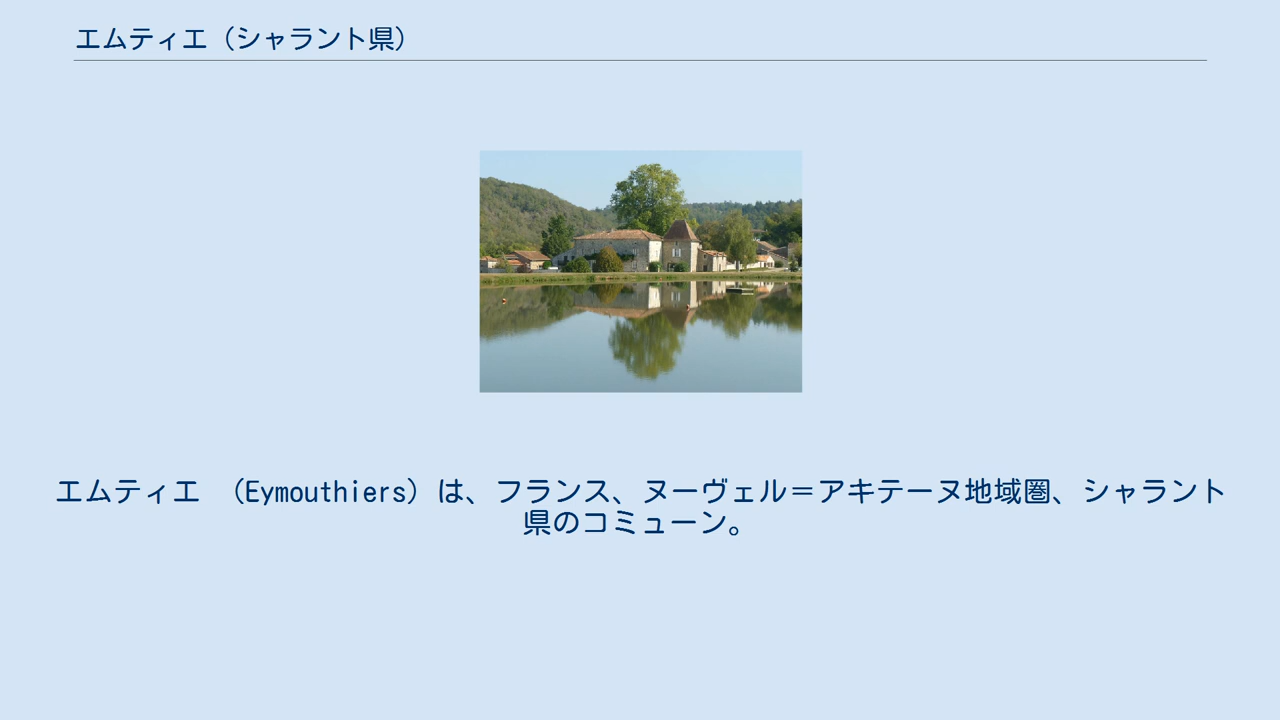 エムティエ（シャラント県）
エムティエ （Eymouthiers）は、フランス、ヌーヴェル＝アキテーヌ地域圏、シャラント
県のコミューン。